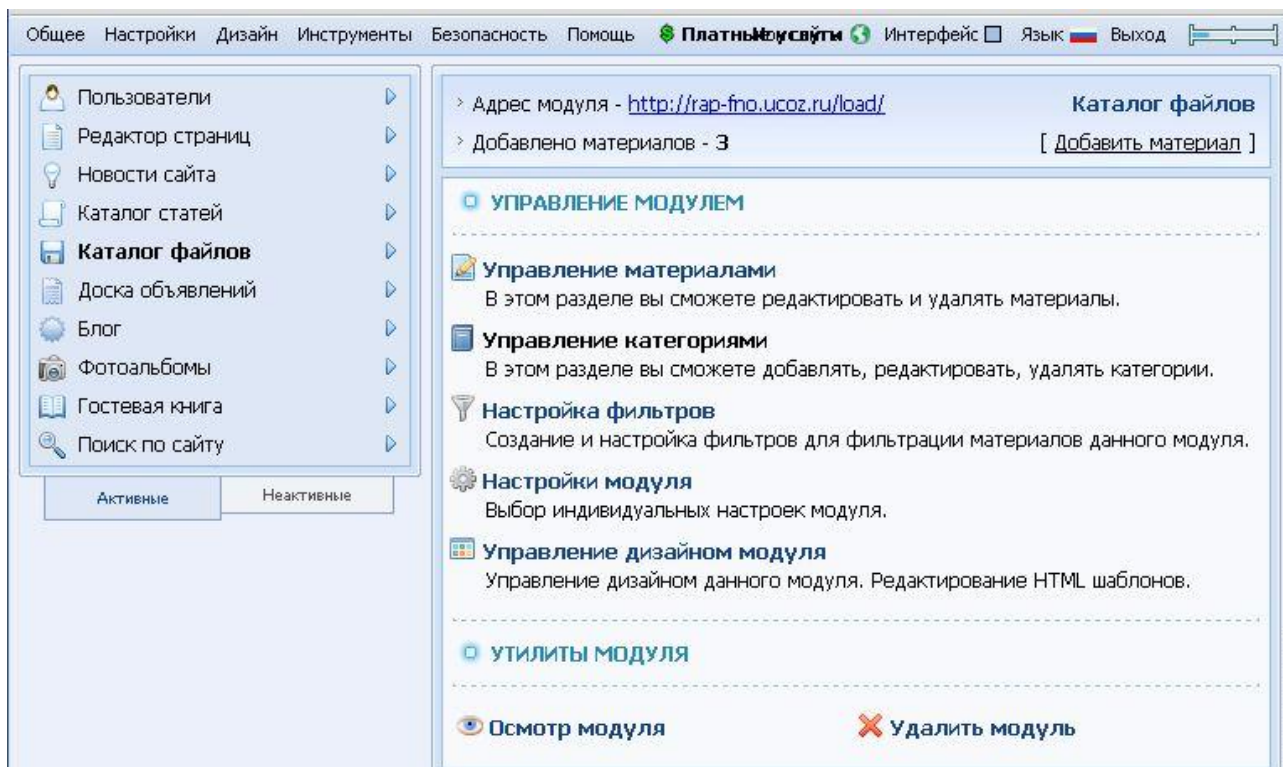 Общее Настройки Дизайн Инструменты Безопасность Помощь Платные услуги Интерфейс Язык Выход
Пользователи
Редактор страниц
Новости сайта
Каталог статей
Каталог файлов
Доска объявлений
Блог
Фотоальбомы
Гостевая книга
Поиск по сайту
Активные Неактивные
Адрес модуля - http://rap-fno.ucoz.ru/load/ Каталог файлов
Добавлено материалов - 3 [ Добавить материал ]
УПРАВЛЕНИЕ МОДУЛЕМ
Управление материалами
В этом разделе вы сможете редактировать и удалять материалы.
Управление категориями
В этом разделе вы сможете добавлять, редактировать, удалять категории.
Настройка фильтров
Создание и настройка фильтров для фильтрации материалов данного модуля.
Настройки модуля
Выбор индивидуальных настроек модуля.
Управление дизайном модуля
Управление дизайном данного модуля. Редактирование HTML шаблонов.
УТИЛИТЫ МОДУЛЯ
Осмотр модуля Удалить модуль